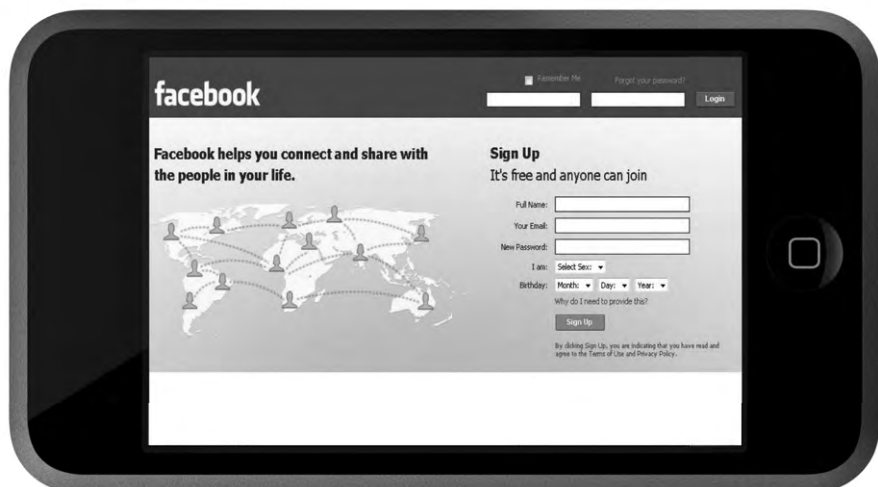 facebook
Remember Me
Forgot your password?
Login
Facebook helps you connect and share with
the people in your life.
Sign Up
It's free and anyone can join
Full Name:
Your Email:
New Password:
I am: Select Sex:
Birthday: Month: Day: Year:
Why do I need to provide this?
Sign Up
By clicking Sign Up, you are indicating that you have read and
agree to the Terms of Use and Privacy Policy.